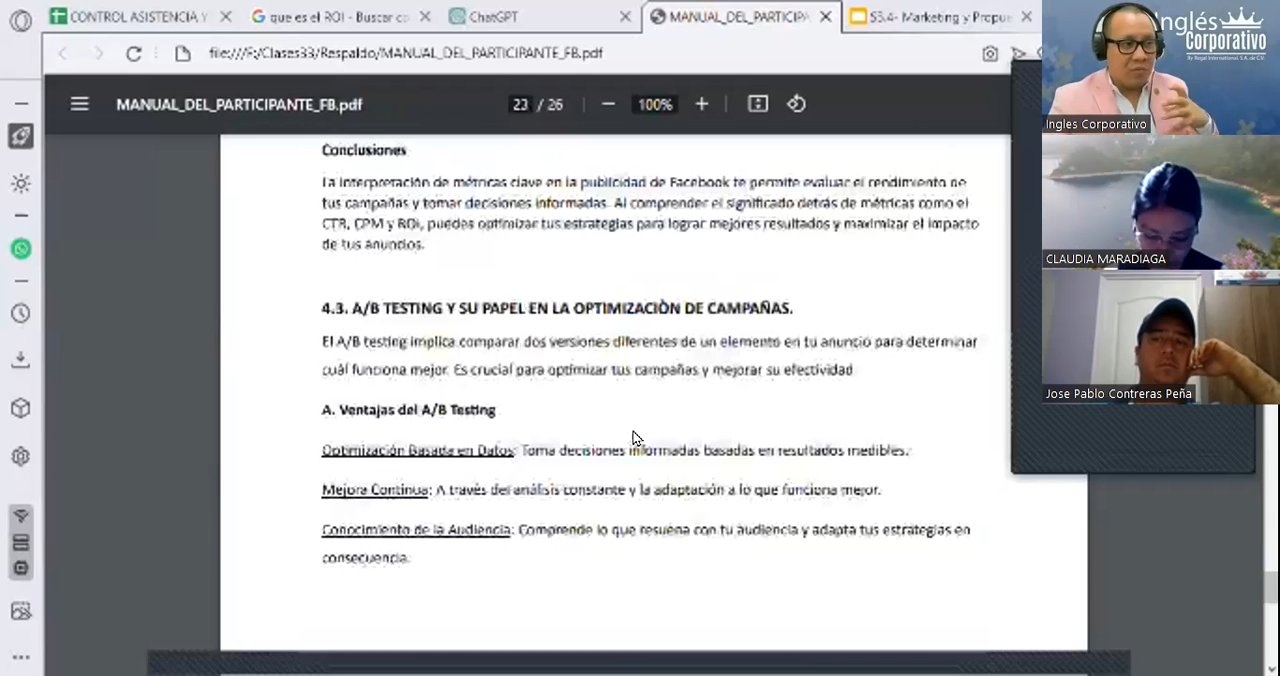 CONTROL ASISTENCIA Y
que es el ROI - Buscar co
ChatGPT
MANUAL_DEL_PARTICIPA
S3.4- Marketing y Propue
file:///F:/Clases33/Respaldo/MANUAL_DEL_PARTICIPANTE_FB.pdf
MANUAL_DEL_PARTICIPANTE_FB.pdf
23 / 26
100%
Conclusiones
La interpretación de métricas clave en la publicidad de Facebook te permite evaluar el rendimiento de
tus campañas y tomar decisiones informadas. Al comprender el significado detrás de métricas como el
CTR, CPM y ROI, puedes optimizar tus estrategias para lograr mejores resultados y maximizar el impacto
de tus anuncios.
4.3. A/B TESTING Y SU PAPEL EN LA OPTIMIZACIÒN DE CAMPAÑAS.
El A/B testing implica comparar dos versiones diferentes de un elemento en tu anuncio para determinar
cuál funciona mejor. Es crucial para optimizar tus campañas y mejorar su efectividad
A. Ventajas del A/B Testing
Optimización Basada en Datos: Toma decisiones informadas basadas en resultados medibles.
Mejora Continua: A través del análisis constante y la adaptación a lo que funciona mejor.
Conocimiento de la Audiencia: Comprende lo que resuena con tu audiencia y adapta tus estrategias en
consecuencia.
Inglés
Corporativo
By Regal International S.A. de C.V.
Ingles Corporativo
CLAUDIA MARADIAGA
Jose Pablo Contreras Peña